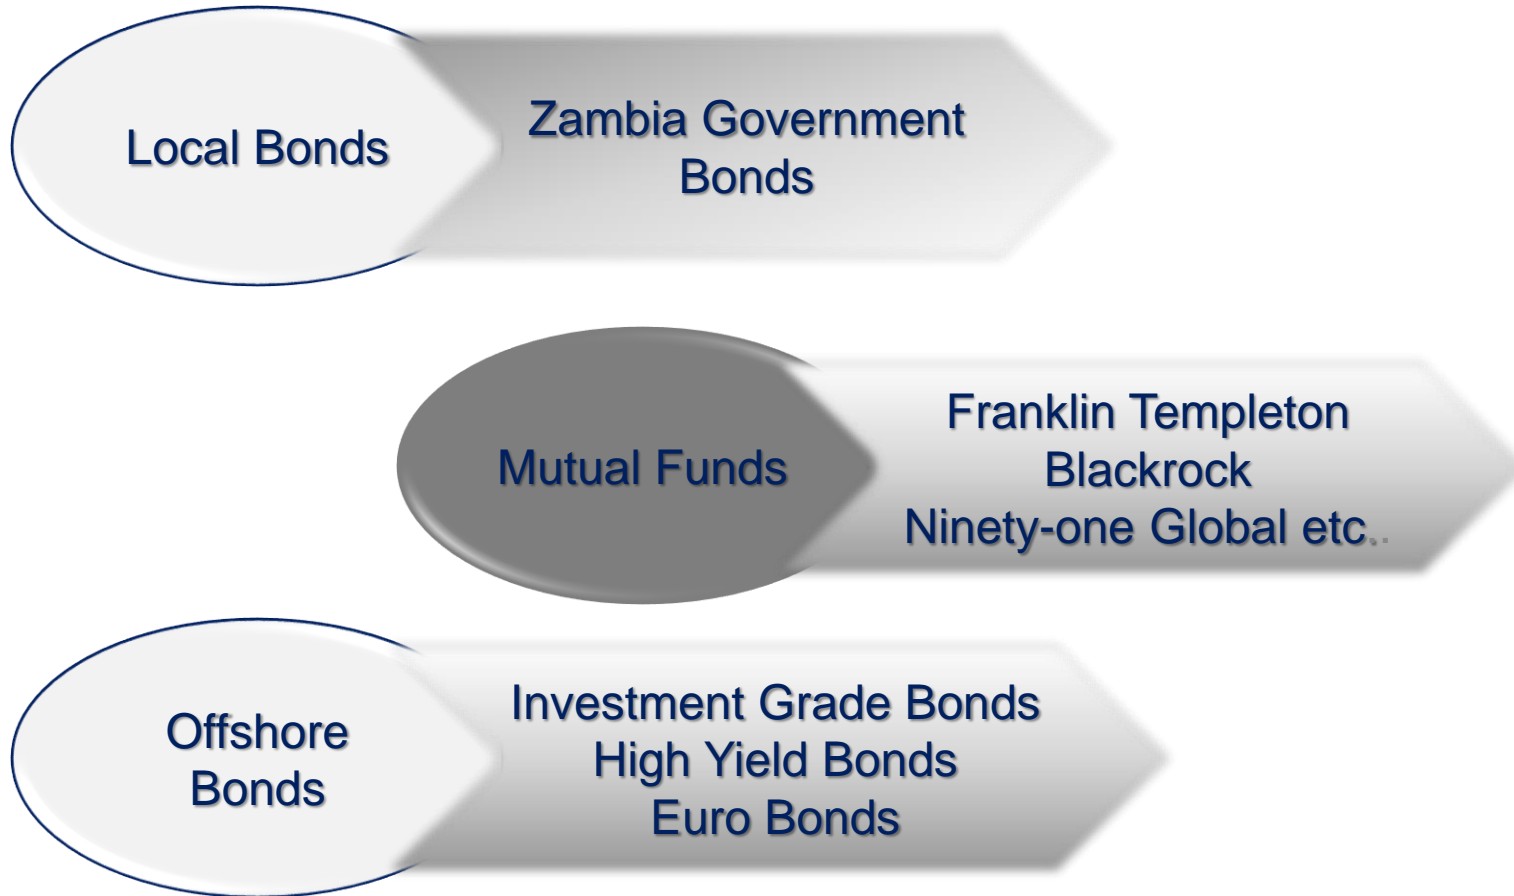 Local Bonds
Zambia Government
Bonds
Mutual Funds
Franklin Templeton
Blackrock
Ninety-one Global etc..
Offshore
Bonds
Investment Grade Bonds
High Yield Bonds
Euro Bonds